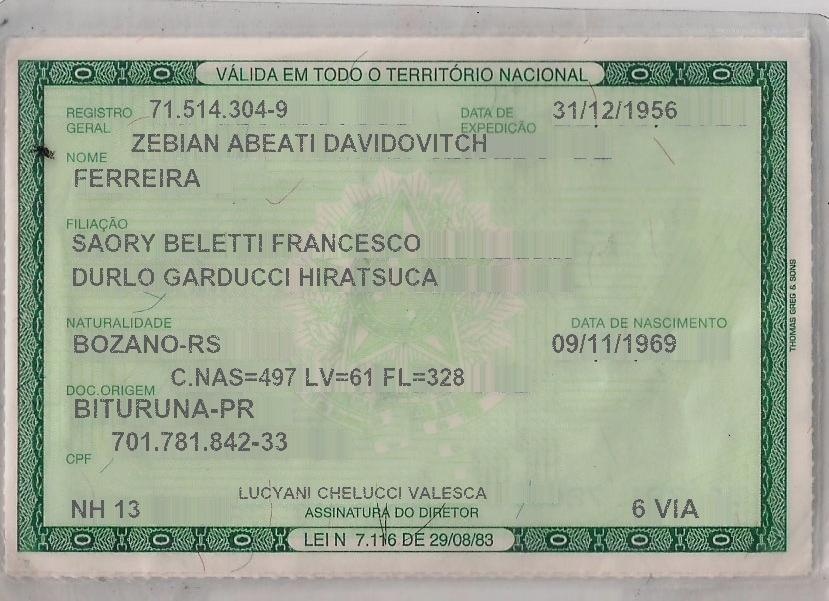 VÁLIDA EM TODO O TERRITÓRIO NACIONAL
REGISTRO GERAL 71.514.304-9 DATA DE EXPEDIÇÃO 31/12/1956
NOME ZEBIAN ABEATI DAVIDOVITCH
FERREIRA
FILIAÇÃO
SAORY BELETTI FRANCESCO
DURLO GARDUCCI HIRATSUCA
NATURALIDADE DATA DE NASCIMENTO
BOZANO-RS 09/11/1969
DOC.ORIGEM C.NAS=497 LV=61 FL=328
BITURUNA-PR
CPF 701.781.842-33
LUCYANI CHELUCCI VALESCA
NH 13 ASSINATURA DO DIRETOR 6 VIA
LEI N 7.116 DE 29/08/83
THOMAS GREG & SONS